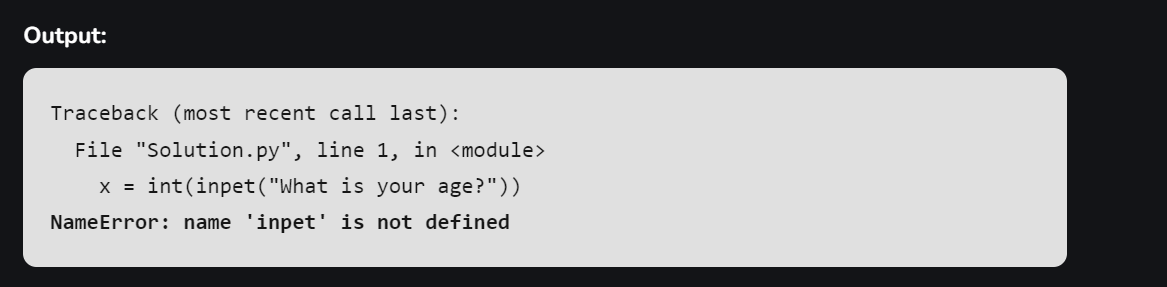 Output:
Traceback (most recent call last):
  File "Solution.py", line 1, in <module>
    x = int(inpet("What is your age?"))
NameError: name 'inpet' is not defined